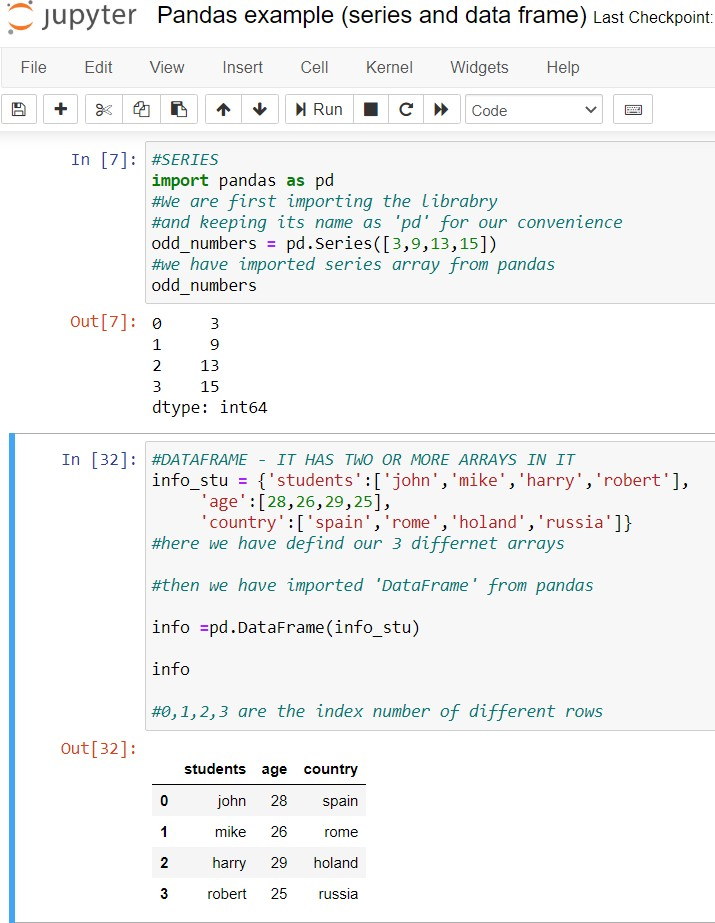 jupyter Pandas example (series and data frame) Last Checkpoint:
File Edit View Insert Cell Kernel Widgets Help
Run Code
In [7]: #SERIES
import pandas as pd
#We are first importing the librabry
#and keeping its name as 'pd' for our convenience
odd_numbers = pd.Series([3,9,13,15])
#we have imported series array from pandas
odd_numbers
Out[7]: 0 3
1 9
2 13
3 15
dtype: int64
In [32]: #DATAFRAME - IT HAS TWO OR MORE ARRAYS IN IT
info_stu = {'students':['john','mike','harry','robert'],
'age':[28,26,29,25],
'country':['spain','rome','holand','russia']}
#here we have defind our 3 differnet arrays
#then we have imported 'DataFrame' from pandas
info =pd.DataFrame(info_stu)
info
#0,1,2,3 are the index number of different rows
Out[32]:
students age country
0 john 28 spain
1 mike 26 rome
2 harry 29 holand
3 robert 25 russia